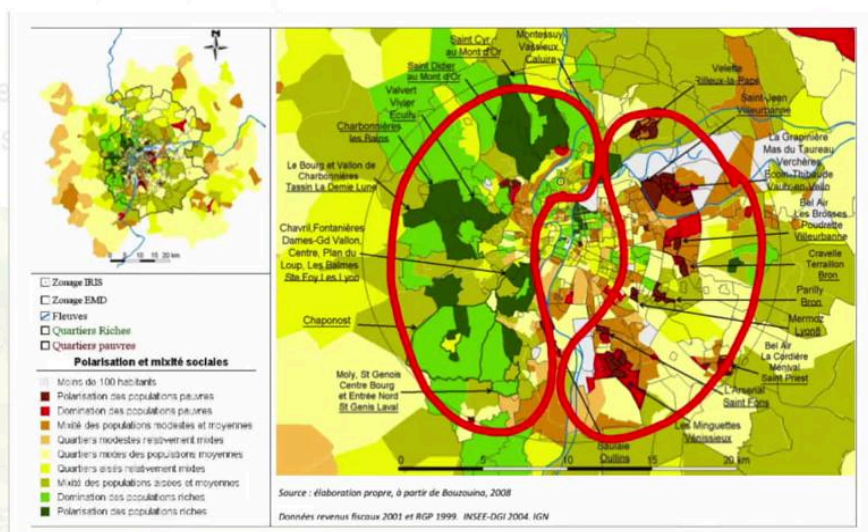 N
0 5 10 15 20 km
Zonage IRIS
Zonage EMD
Fleuves
Quartiers Riches
Quartiers pauvres
Polarisation et mixité sociales
Moins de 100 habitants
Polarisation des populations pauvres
Domination des populations pauvres
Mixité des populations modestes et moyennes
Quartiers modestes relativement mixtes
Quartiers mixtes des populations moyennes
Quartiers aisés relativement mixtes
Mixité des populations aisées et moyennes
Domination des populations riches
Polarisation des populations riches
Saint Cyr
au Mont d'Or
Saint Didier
au Mont d'Or
Valvert
Vivier
Ecully
Charbonnières
les Bains
Le Bourg et Vallon de
Charbonnières
Tassin La Demie Lune
Chavril,Fontanières
Dames-Gd Vallon,
Centre, Plan du
Loup, Les Balmes
Ste Foy Les Lyon
Chaponost
Moly, St Genois
Centre Bourg
et Entrée Nord
St Genis Laval
Montessuy
Vassieux
Caluire
Velette
Rilleux-la-Pape
Saint-Jean
Villeurbanne
La Grapinière
Mas du Taureau
Verchères
Ecoin-Thibaude
Vaulx-en-Velin
Bel Air
Les Brosses
Poudrette
Villeurbanne
Cravelle
Terraillon
Bron
Parilly
Bron
Mermoz
Lyon8
Bel Air
La Cordière
Ménival
Saint Priest
L'Arsenal
Saint Fons
Les Minguettes
Vénissieux
Saulaie
Oullins
0 5 10 15 20 km
Source : élaboration propre, à partir de Bouzouina, 2008
Données revenus fiscaux 2001 et RGP 1999. INSEE-DGI 2004. IGN